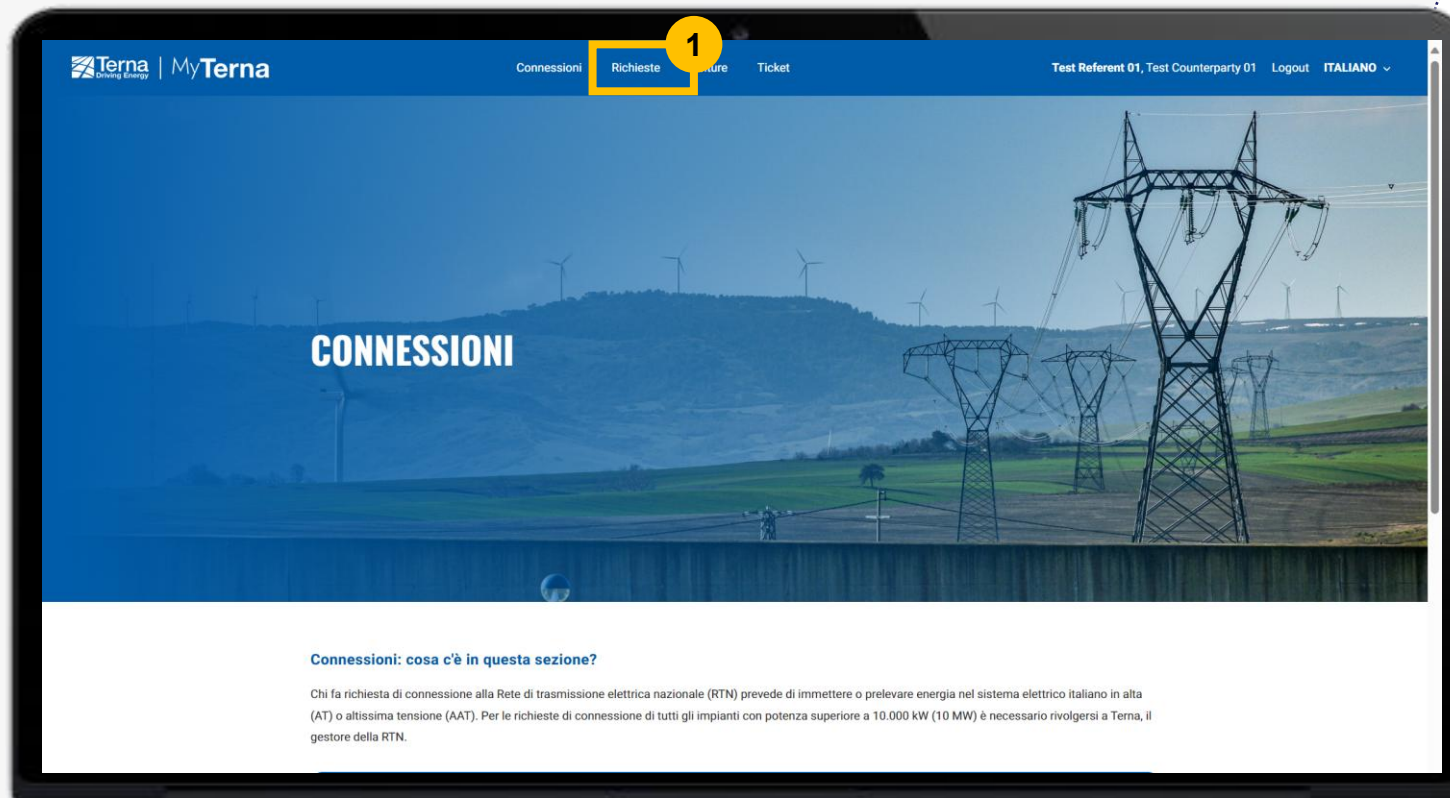 1
Terna
Driving Energy
MyTerna
Connessioni Richieste Ticket
Test Referent 01, Test Counterparty 01 Logout ITALIANO
CONNESSIONI
Connessioni: cosa c'è in questa sezione?
Chi fa richiesta di connessione alla Rete di trasmissione elettrica nazionale (RTN) prevede di immettere o prelevare energia nel sistema elettrico italiano in alta
(AT) o altissima tensione (AAT). Per le richieste di connessione di tutti gli impianti con potenza superiore a 10.000 kW (10 MW) è necessario rivolgersi a Terna, il
gestore della RTN.